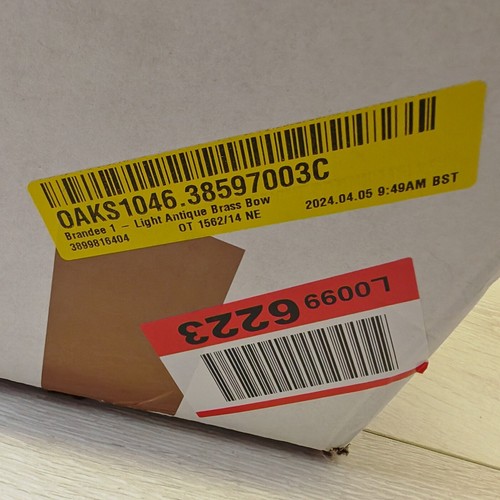 OAKS1046.38597003C
Brandee 1 - Light Antique Brass Bow
3899816404 OT 1562/14 NE 2024.04.05 9:49AM BST
L0099 6223